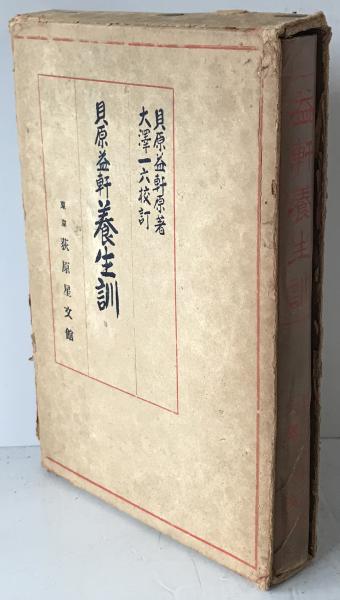 貝原益軒原著
大澤一六校訂
貝原益軒養生訓
東京 荻原星文館
益軒養生訓